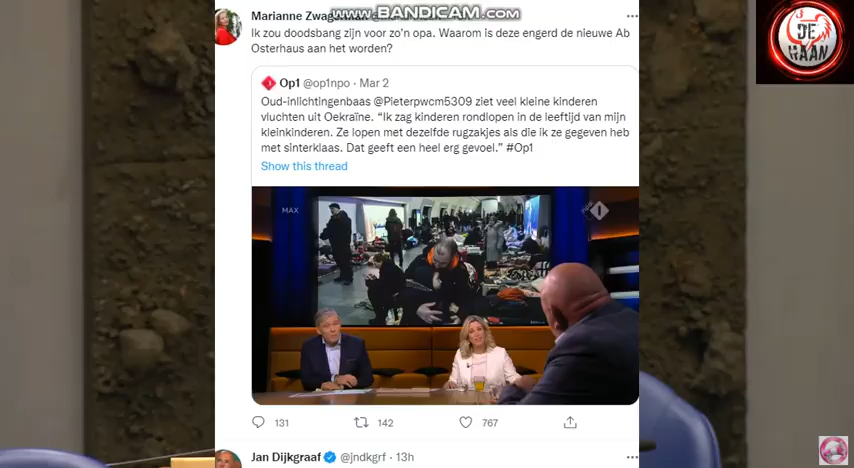 WWW.BANDICAM.COM
Marianne
Ik zou doodsbang zijn voor zo'n opa. Waarom is deze engerd de nieuwe Ab
Osterhaus aan het worden?
Op1 @op1npo · Mar 2
Oud-inlichtingenbaas @Pieterpwcm5309 ziet veel kleine kinderen
vluchten uit Oekraïne. “Ik zag kinderen rondlopen in de leeftijd van mijn
kleinkinderen. Ze lopen met dezelfde rugzakjes als die ik ze gegeven heb
met sinterklaas. Dat geeft een heel erg gevoel.” #Op1
Show this thread
MAX
131
142
767
Jan Dijkgraaf @jndkgrf · 13h
DE
HAAN